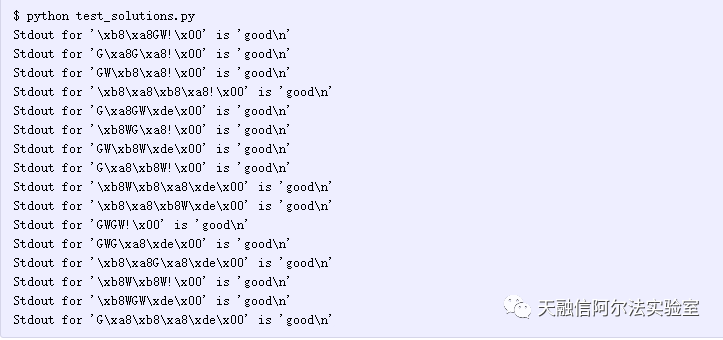 $ python test_solutions.py
Stdout for '\xb8\xa8GW!\x00' is 'good\n'
Stdout for 'G\xa8G\xa8!\x00' is 'good\n'
Stdout for 'GW\xb8\xa8!\x00' is 'good\n'
Stdout for '\xb8\xa8\xb8\xa8!\x00' is 'good\n'
Stdout for 'G\xa8GW\xde\x00' is 'good\n'
Stdout for '\xb8WG\xa8!\x00' is 'good\n'
Stdout for 'GW\xb8W\xde\x00' is 'good\n'
Stdout for 'G\xa8\xb8W!\x00' is 'good\n'
Stdout for '\xb8W\xb8\xa8\xde\x00' is 'good\n'
Stdout for '\xb8\xa8\xb8W\xde\x00' is 'good\n'
Stdout for 'GWGW!\x00' is 'good\n'
Stdout for 'GWG\xa8\xde\x00' is 'good\n'
Stdout for '\xb8\xa8G\xa8\xde\x00' is 'good\n'
Stdout for '\xb8W\xb8W!\x00' is 'good\n'
Stdout for '\xb8WGW\xde\x00' is 'good\n'
Stdout for 'G\xa8\xb8\xa8\xde\x00' is 'good\n'
天融信阿尔法实验室